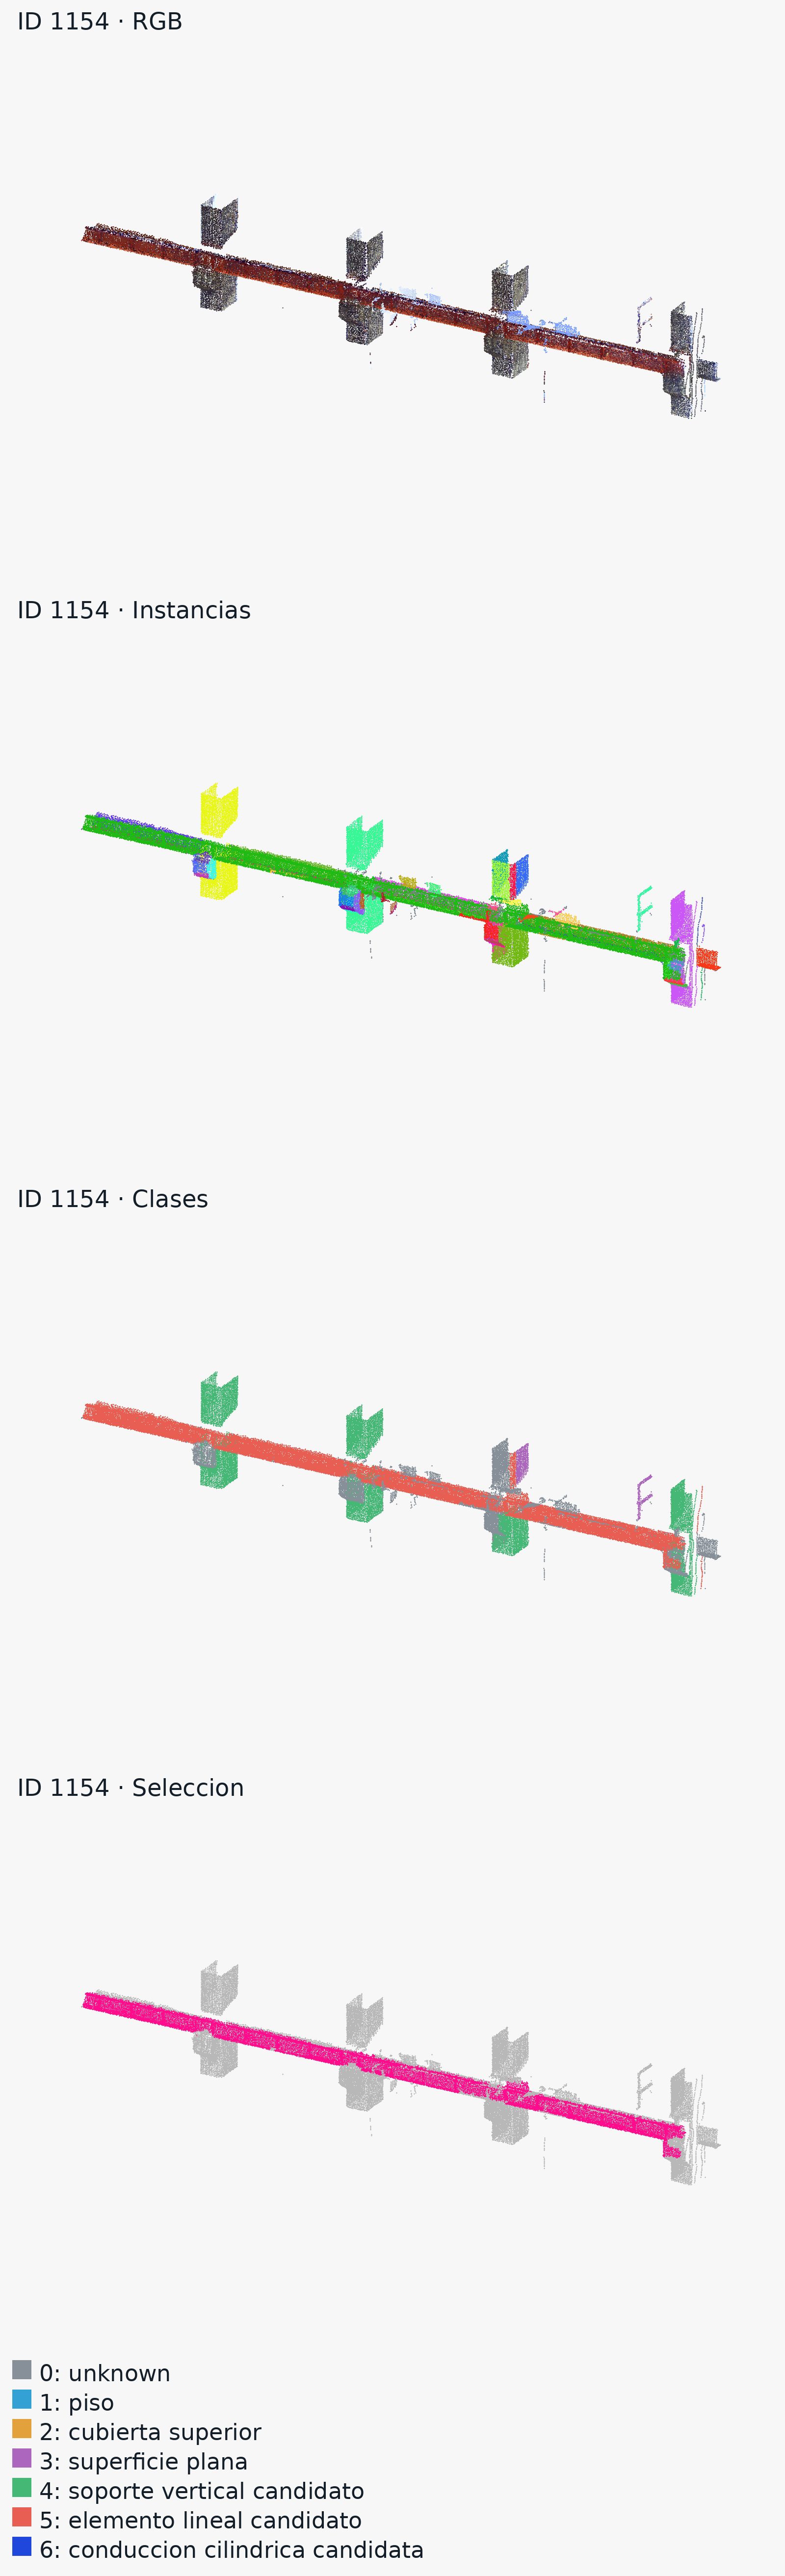 ID 1154 · RGB
ID 1154 · Instancias
ID 1154 · Clases
ID 1154 · Seleccion
0: unknown
1: piso
2: cubierta superior
3: superficie plana
4: soporte vertical candidato
5: elemento lineal candidato
6: conduccion cilindrica candidata